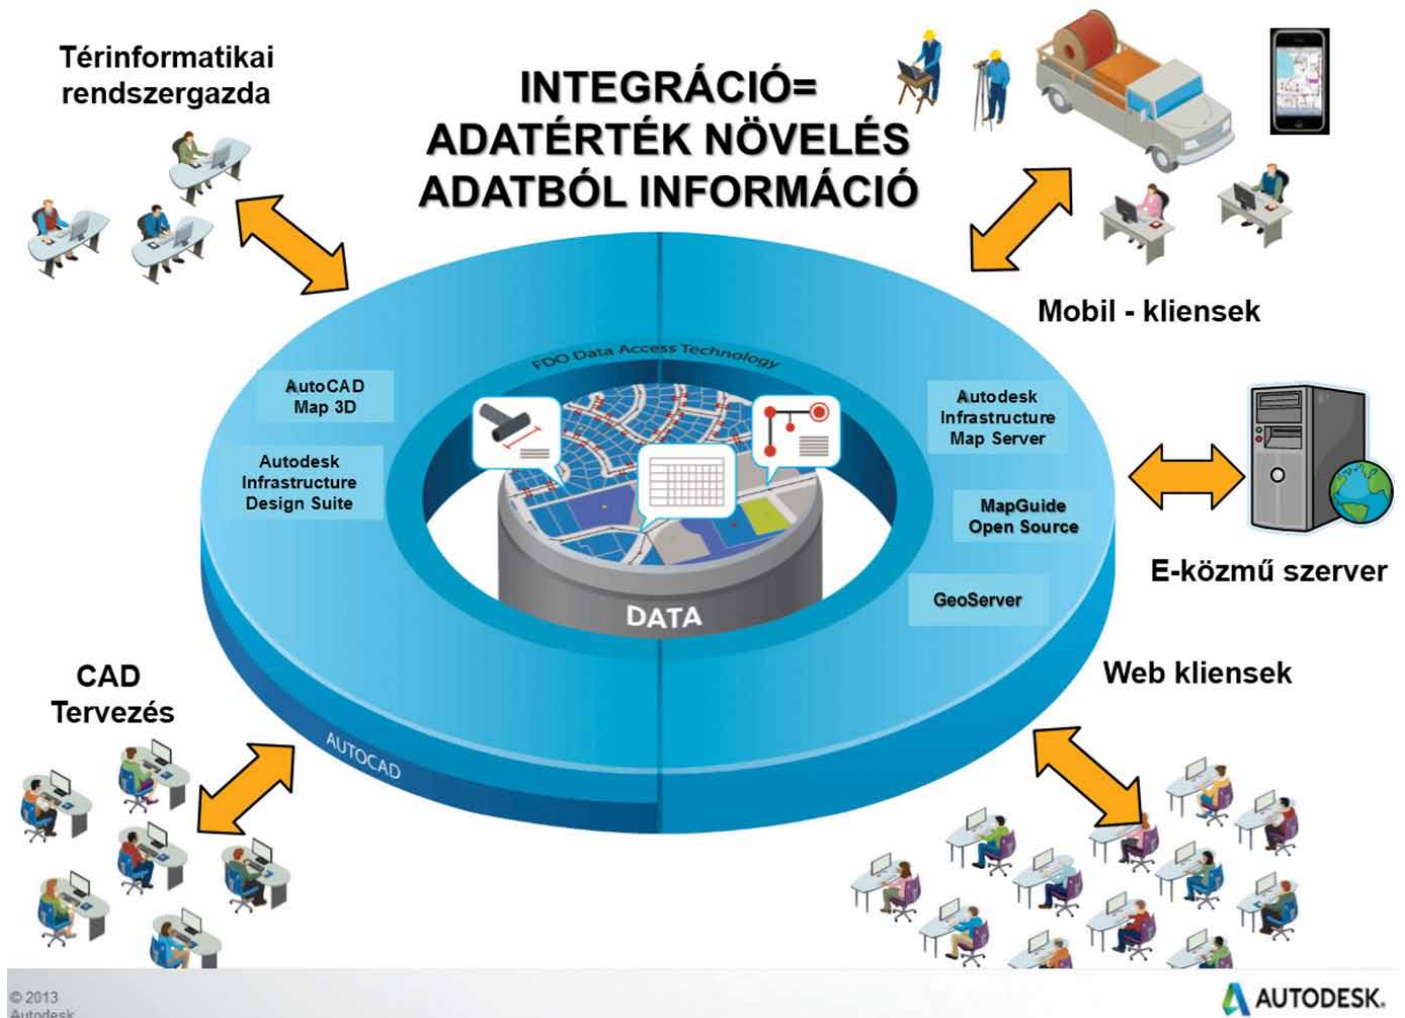 Térinformatikai
rendszergazda
INTEGRÁCIÓ=
ADATÉRTÉK NÖVELÉS
ADATBÓL INFORMÁCIÓ
Mobil - kliensek
FDO Data Access Technology
AutoCAD
Map 3D
Autodesk
Infrastructure
Design Suite
Autodesk
Infrastructure
Map Server
MapGuide
Open Source
GeoServer
DATA
E-közmű szerver
CAD
Tervezés
Web kliensek
AUTOCAD
© 2013
Autodesk
AUTODESK.